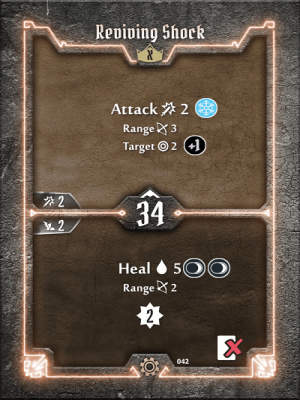 Reviving Shock
X
Attack 2
Range 3
Target 2 +1
2
34
2
Heal 5
Range 2
2
042